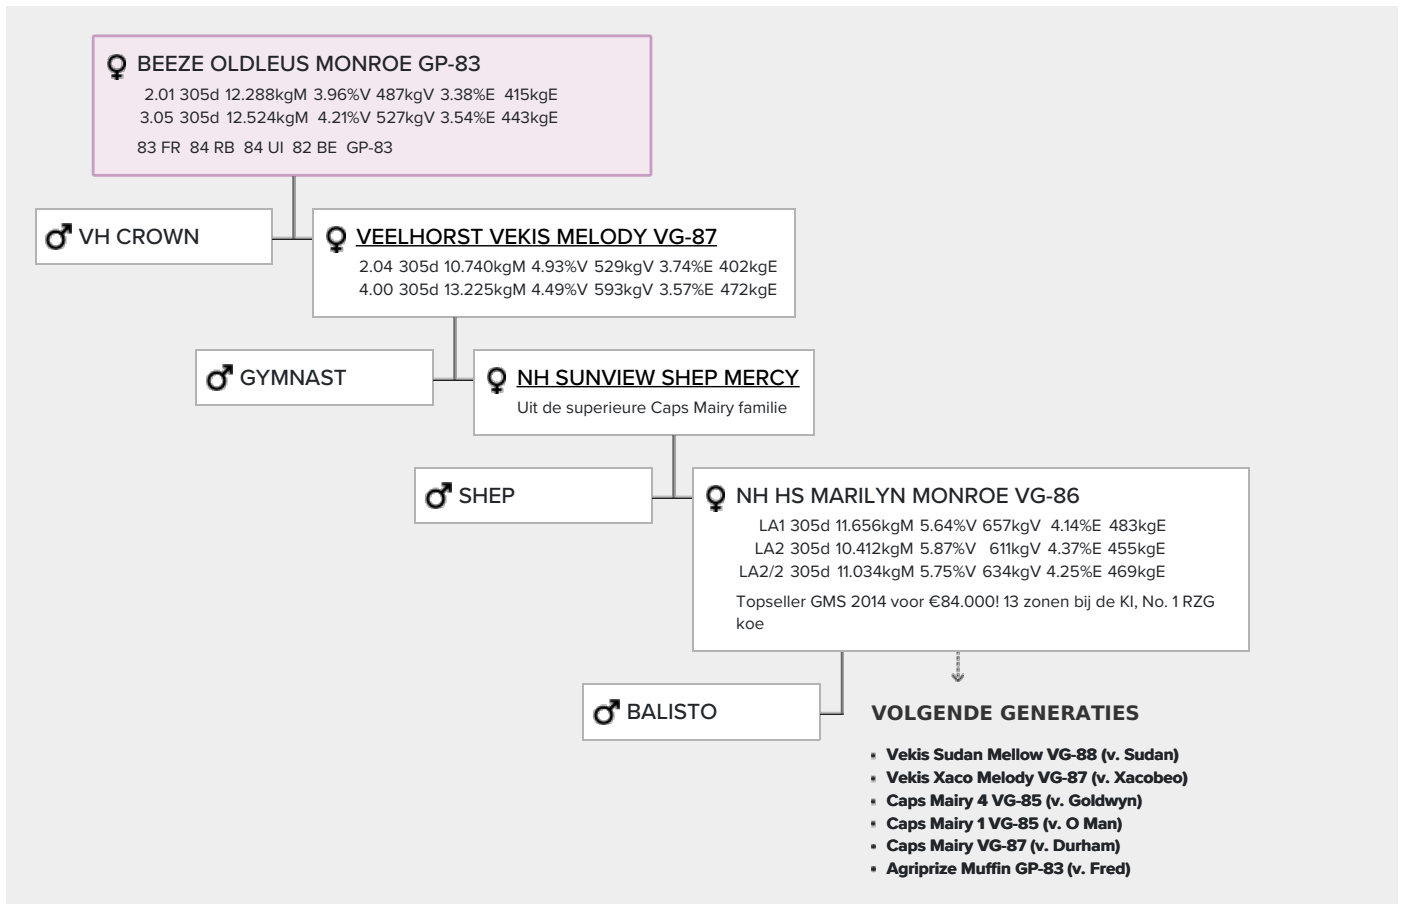 BEEZE OLDLEUS MONROE GP-83
2.01 305d 12.288kgM 3.96%V 487kgV 3.38%E 415kgE
3.05 305d 12.524kgM 4.21%V 527kgV 3.54%E 443kgE
83 FR 84 RB 84 UI 82 BE GP-83
VH CROWN
VEELHORST VEKIS MELODY VG-87
2.04 305d 10.740kgM 4.93%V 529kgV 3.74%E 402kgE
4.00 305d 13.225kgM 4.49%V 593kgV 3.57%E 472kgE
GYMNAST
NH SUNVIEW SHEP MERCY
Uit de superieure Caps Mairy familie
SHEP
NH HS MARILYN MONROE VG-86
LA1 305d 11.656kgM 5.64%V 657kgV 4.14%E 483kgE
LA2 305d 10.412kgM 5.87%V 611kgV 4.37%E 455kgE
LA2/2 305d 11.034kgM 5.75%V 634kgV 4.25%E 469kgE
Topseller GMS 2014 voor €84.000! 13 zonen bij de KI, No. 1 RZG
koe
BALISTO
VOLGENDE GENERATIES
Vekis Sudan Mellow VG-88 (v. Sudan)
Vekis Xaco Melody VG-87 (v. Xacobeo)
Caps Mairy 4 VG-85 (v. Goldwyn)
Caps Mairy 1 VG-85 (v. O Man)
Caps Mairy VG-87 (v. Durham)
Agriprize Muffin GP-83 (v. Fred)